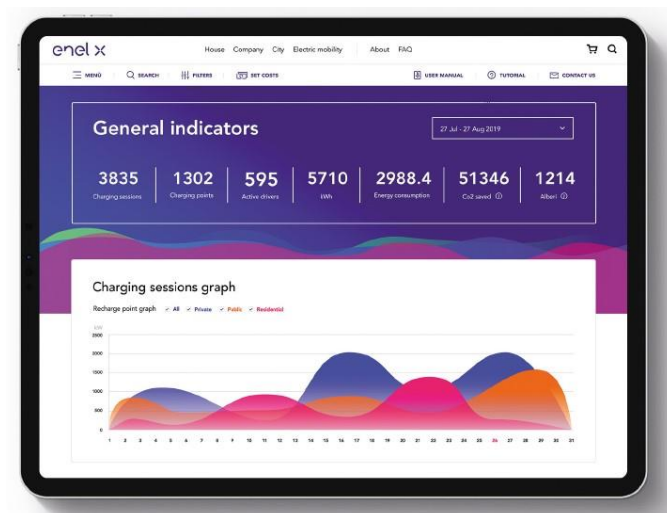 enel x House Company City Electric mobility About FAQ
MENÙ SEARCH FILTERS SET COSTS USER MANUAL TUTORIAL CONTACT US
General indicators 27 Jul - 27 Aug 2019
3835 1302 595 5710 2988.4 51346 1214
Charging sessions Charging points Active drivers kWh Energy consumption Co2 saved Alberi
Charging sessions graph
Recharge point graph All Private Public Residential
2500
2000
1500
1000
500
0
1 2 3 4 5 6 7 8 9 10 11 12 13 14 15 16 17 18 19 20 21 22 23 24 25 26 27 28 29 30 31